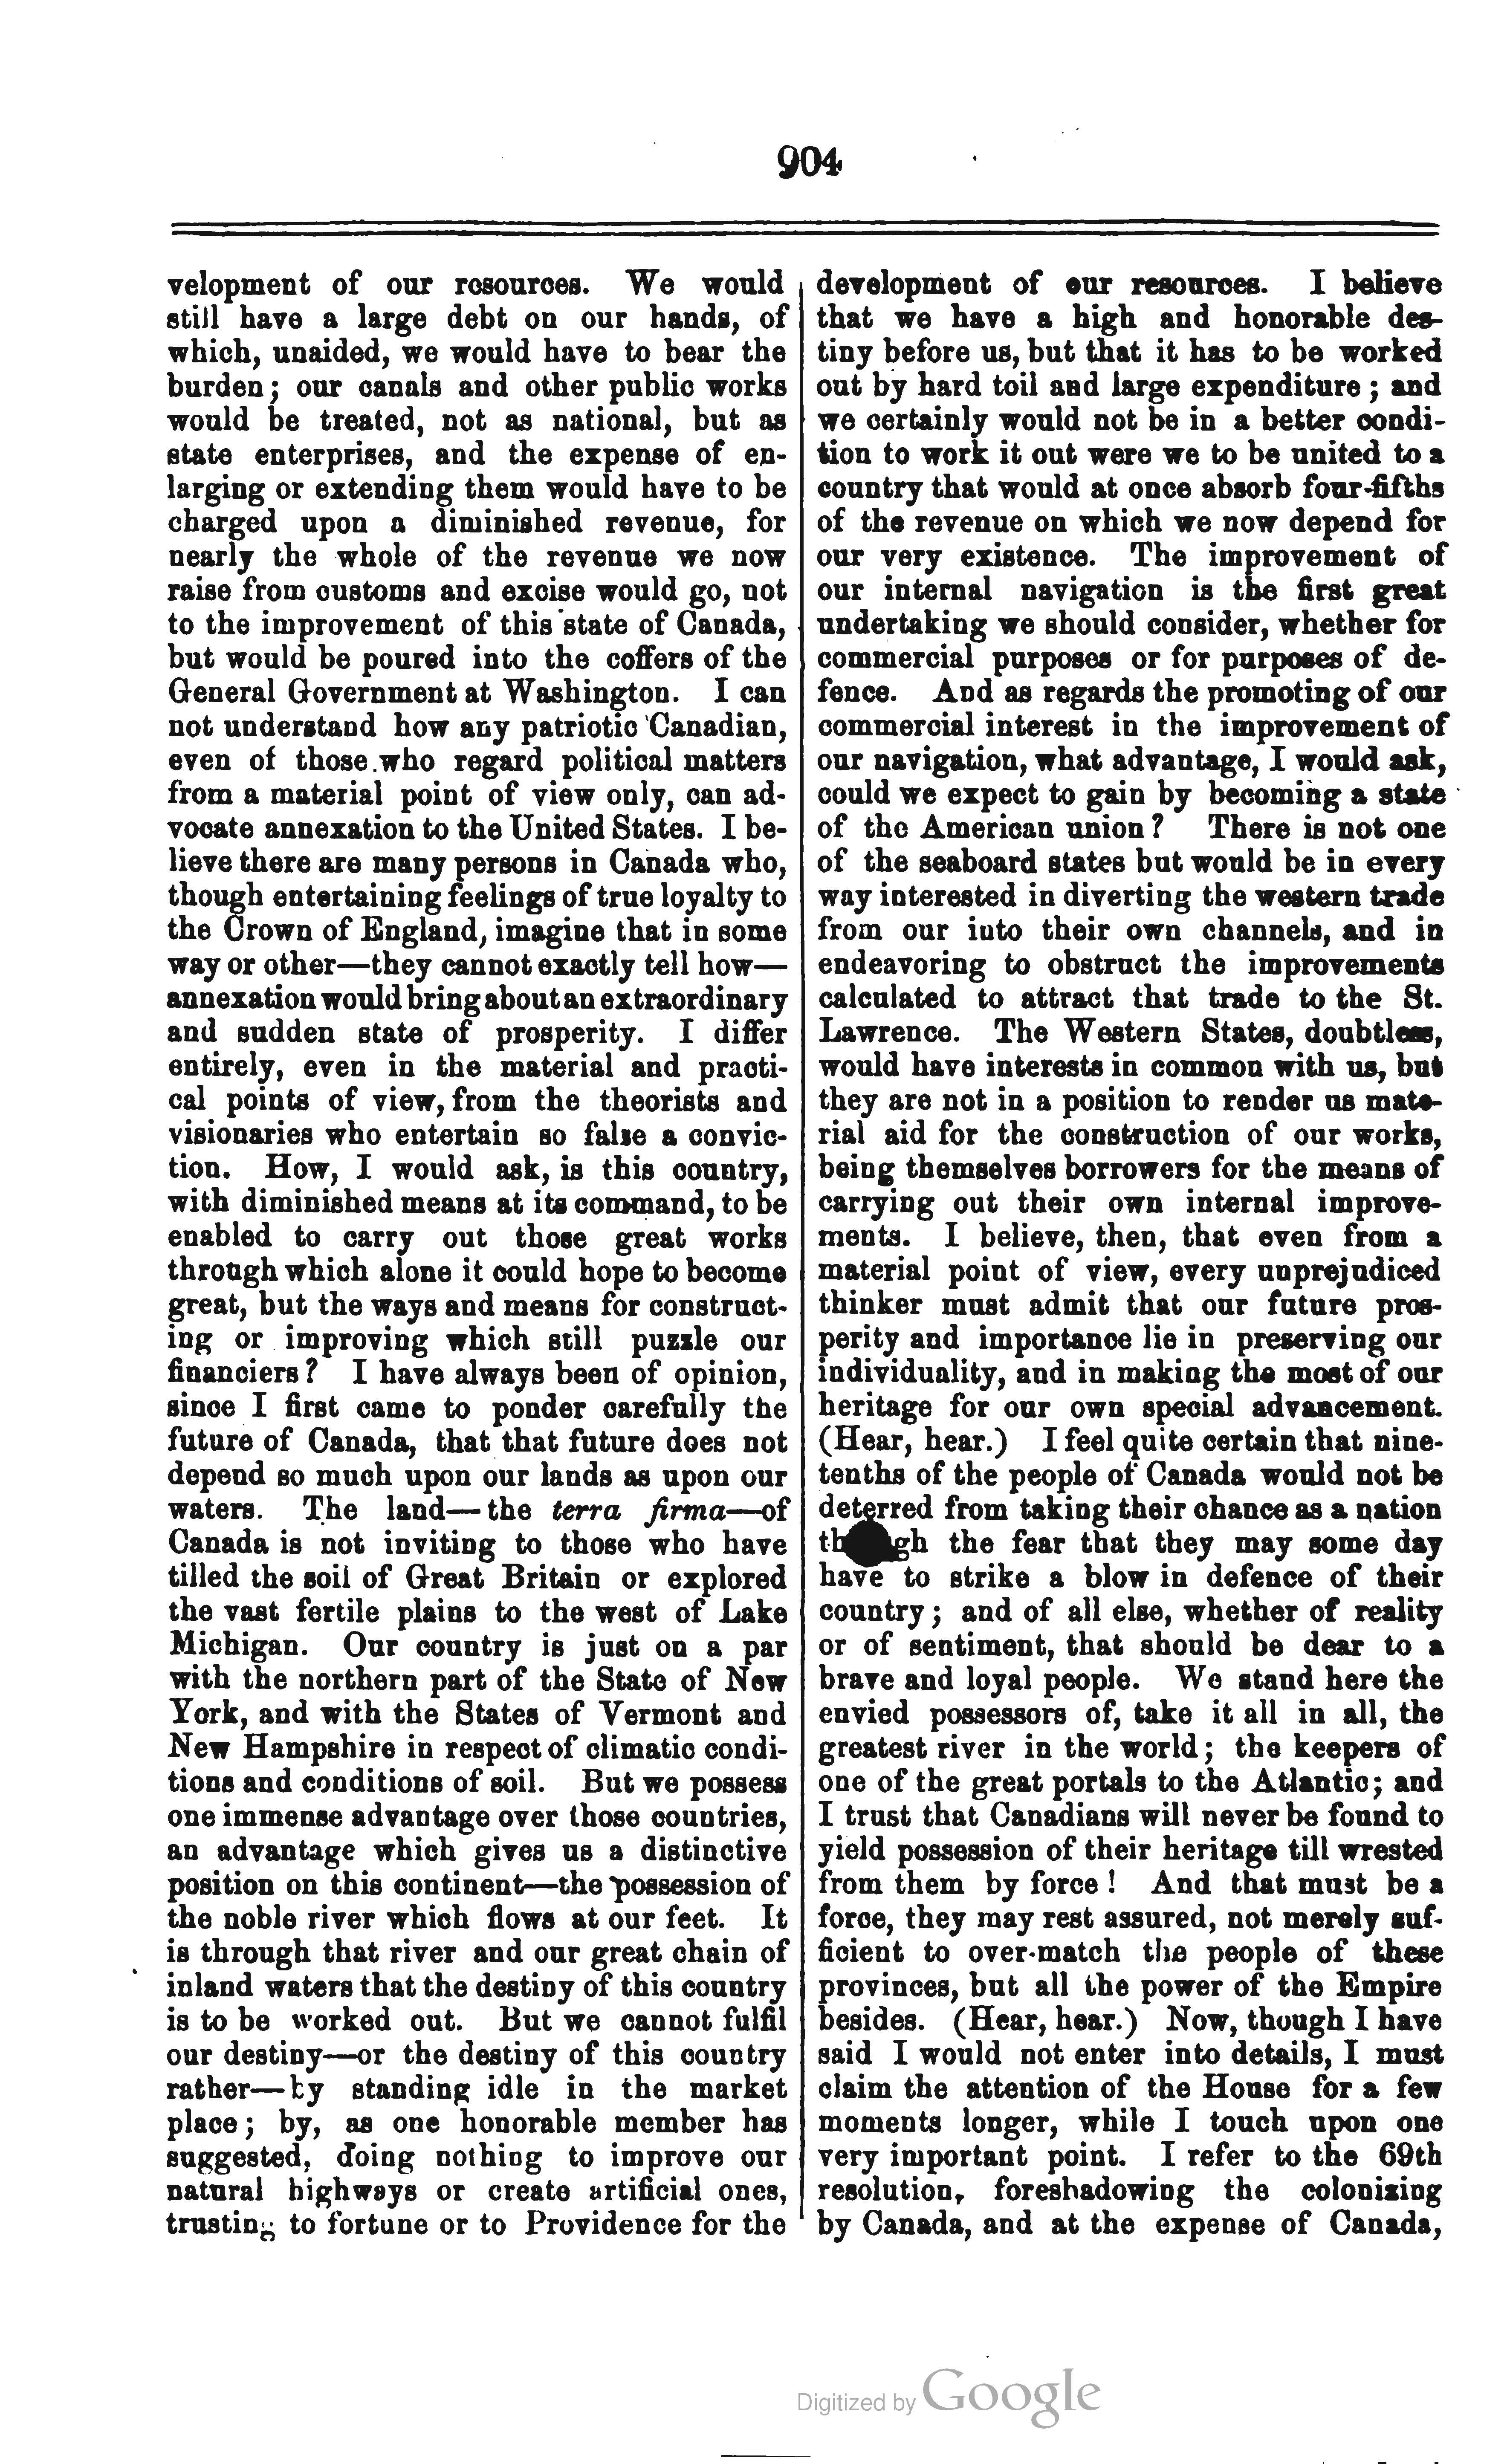 904
velopment of our rosources. We would
still have a large debt on our hands, of
which, unaided, we would have to bear the
burden; our canals and other public works
would be treated, not as national, but as
state enterprises, and the expense of en-
larging or extending them would have to be
charged upon a diminished revenue, for
nearly the whole of the revenue we now
raise from customs and excise would go, not
to the improvement of this state of Canada,
but would be poured into the coffers of the
General Government at Washington. I can
not understand how any patriotic Canadian,
even of those who regard political matters
from a material point of view only, can ad-
vocate annexation to the United States. I be-
lieve there are many persons in Canada who,
though entertaining feelings of true loyalty to
the Crown of England, imagine that in some
way or other—they cannot exactly tell how—
annexation would bring about an extraordinary
and sudden state of prosperity. I differ
entirely, even in the material and practi-
cal points of view, from the theorists and
visionaries who entertain so false a convic-
tion. How, I would ask, is this country,
with diminished means at its command, to be
enabled to carry out those great works
through which alone it could hope to become
great, but the ways and means for construct-
ing or improving which still puzzle our
financiers? I have always been of opinion,
since I first came to ponder carefully the
future of Canada, that that future does not
depend so much upon our lands as upon our
waters. The land—the terra firma—of
Canada is not inviting to those who have
tilled the soil of Great Britain or explored
the vast fertile plains to the west of Lake
Michigan. Our country is just on a par
with the northern part of the State of New
York, and with the States of Vermont and
New Hampshire in respect of climatic condi-
tions and conditions of soil. But we possess
one immense advantage over those countries,
an advantage which gives us a distinctive
position on this continent—the possession of
the noble river which flows at our feet. It
is through that river and our great chain of
inland waters that the destiny of this country
is to be worked out. But we cannot fulfil
our destiny—or the destiny of this country
rather—by standing idle in the market
place; by, as one honorable member has
suggested, doing nothing to improve our
natural highways or create artificial ones,
trusting to fortune or to Providence for the
development of our resources. I believe
that we have a high and honorable des-
tiny before us, but that it has to be worked
out by hard toil and large expenditure; and
we certainly would not be in a better condi-
tion to work it out were we to be united to a
country that would at once absorb four-fifths
of the revenue on which we now depend for
our very existence. The improvement of
our internal navigation is the first great
undertaking we should consider, whether for
commercial purposes or for purposes of de-
fence. And as regards the promoting of our
commercial interest in the improvement of
our navigation, what advantage, I would ask,
could we expect to gain by becoming a state
of the American union? There is not one
of the seaboard states but would be in every
way interested in diverting the western trade
from our into their own channels, and in
endeavoring to obstruct the improvements
calculated to attract that trade to the St.
Lawrence. The Western States, doubtless,
would have interests in common with us, but
they are not in a position to render us mate-
rial aid for the construction of our works,
being themselves borrowers for the means of
carrying out their own internal improve-
ments. I believe, then, that even from a
material point of view, every unprejudiced
thinker must admit that our future pros-
perity and importance lie in preserving our
individuality, and in making the most of our
heritage for our own special advancement.
(Hear, hear.) I feel quite certain that nine-
tenths of the people of Canada would not be
deterred from taking their chance as a nation
the fear that they may some day
have to strike a blow in defence of their
country; and of all else, whether of reality
or of sentiment, that should be dear to a
brave and loyal people. We stand here the
envied possessors of, take it all in all, the
greatest river in the world; the keepers of
one of the great portals to the Atlantic; and
I trust that Canadians will never be found to
yield possession of their heritage till wrested
from them by force! And that must be a
force, they may rest assured, not merely suf-
ficient to over-match the people of these
provinces, but all the power of the Empire
besides. (Hear, hear.) Now, though I have
said I would not enter into details, I must
claim the attention of the House for a few
moments longer, while I touch upon one
very important point. I refer to the 69th
resolution, foreshadowing the colonizing
by Canada, and at the expense of Canada,
Digitized by Google